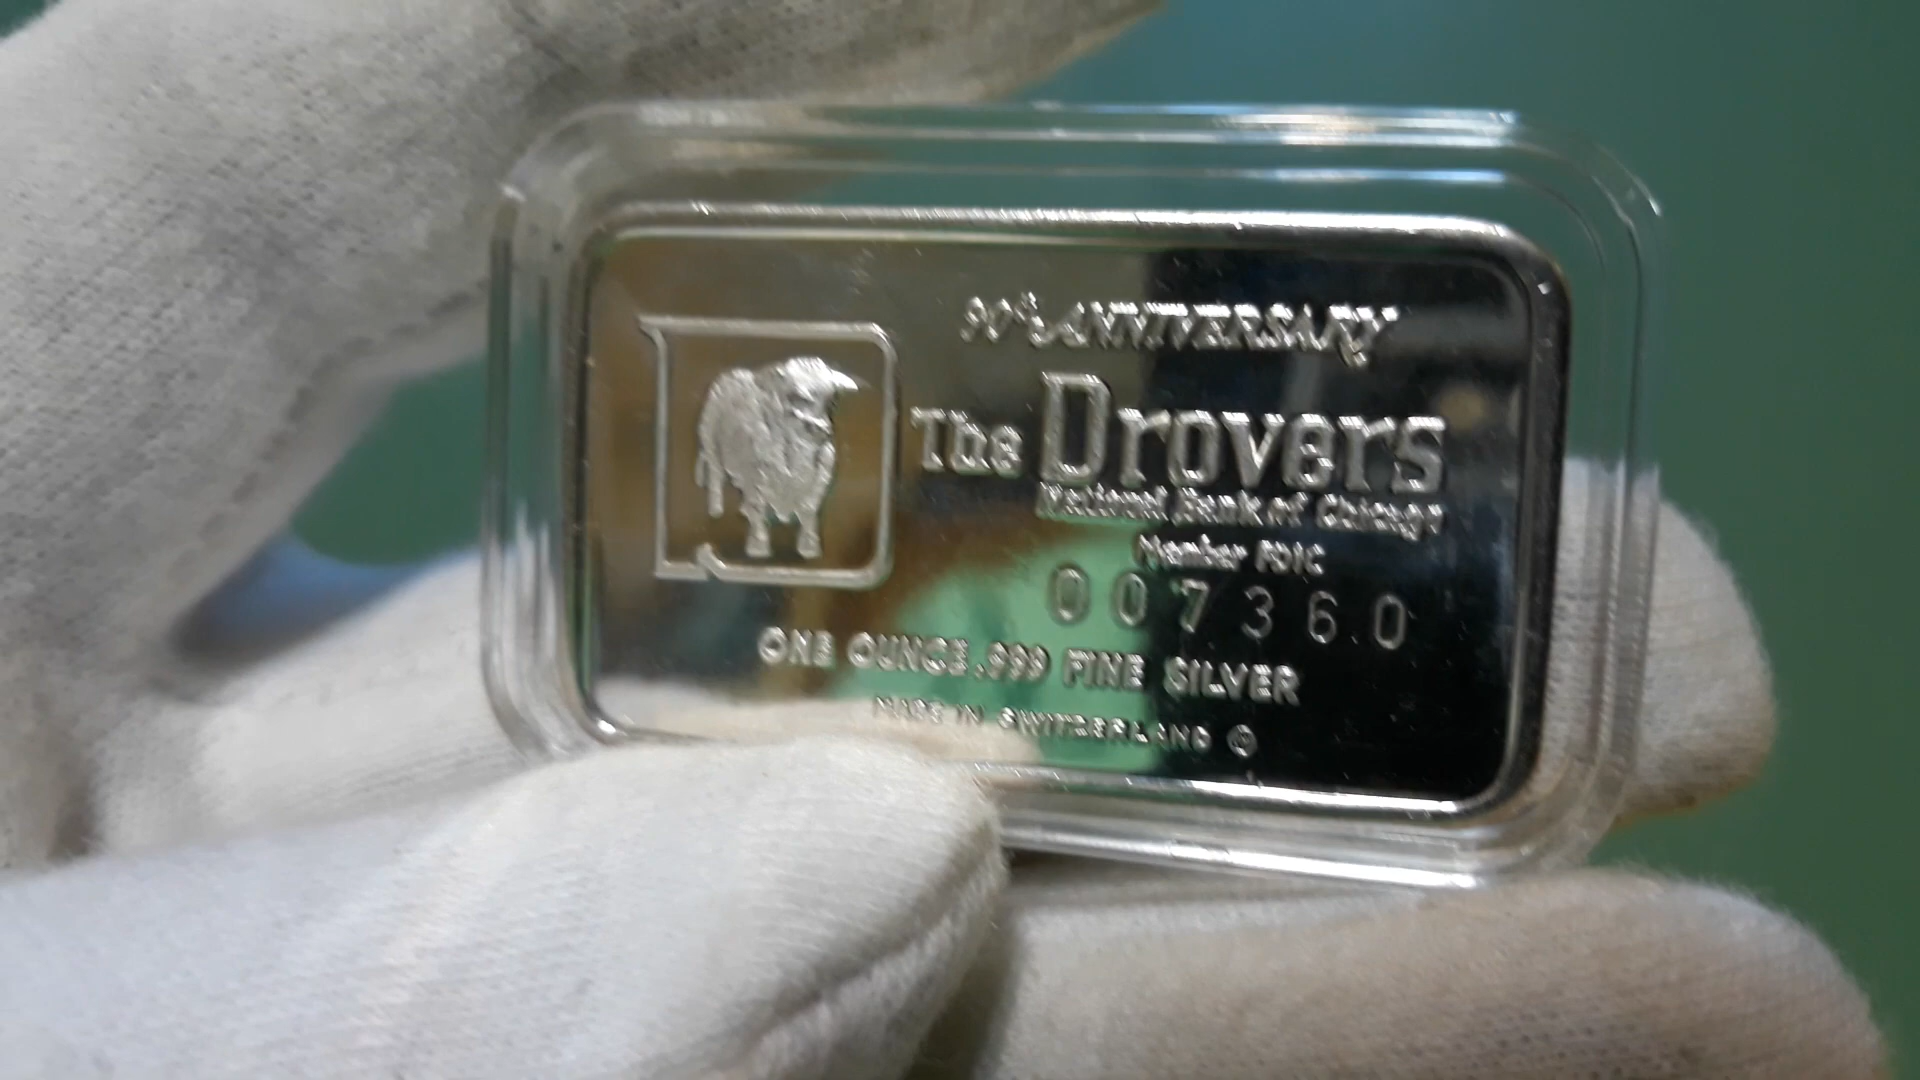 90th ANNIVERSARY
The Drovers
National Bank of Chicago
Member FDIC
007360
ONE OUNCE .999 FINE SILVER
MADE IN SWITZERLAND ©